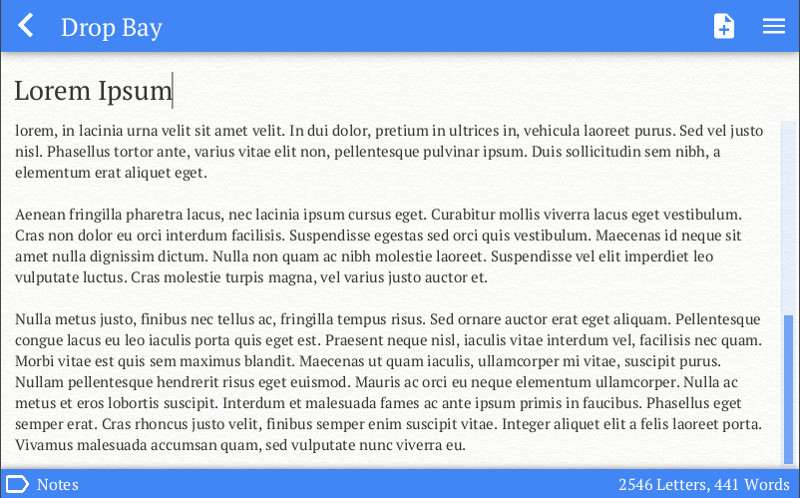 Drop Bay
Lorem Ipsum
lorem, in lacinia urna velit sit amet velit. In dui dolor, pretium in ultrices in, vehicula laoreet purus. Sed vel justo
nisl. Phasellus tortor ante, varius vitae elit non, pellentesque pulvinar ipsum. Duis sollicitudin sem nibh, a
elementum erat aliquet eget.
Aenean fringilla pharetra lacus, nec lacinia ipsum cursus eget. Curabitur mollis viverra lacus eget vestibulum.
Cras non dolor eu orci interdum facilisis. Suspendisse egestas sed orci quis vestibulum. Maecenas id neque sit
amet nulla dignissim dictum. Nulla non quam ac nibh molestie laoreet. Suspendisse vel elit imperdiet leo
vulputate luctus. Cras molestie turpis magna, vel varius justo auctor et.
Nulla metus justo, finibus nec tellus ac, fringilla tempus risus. Sed ornare auctor erat eget aliquam. Pellentesque
congue lacus eu leo iaculis porta quis eget est. Praesent neque nisl, iaculis vitae interdum vel, facilisis nec quam.
Morbi vitae est quis sem maximus blandit. Maecenas ut quam iaculis, ullamcorper mi vitae, suscipit purus.
Nullam pellentesque hendrerit risus eget euismod. Mauris ac orci eu neque elementum ullamcorper. Nulla ac
metus et eros lobortis suscipit. Interdum et malesuada fames ac ante ipsum primis in faucibus. Phasellus eget
semper erat. Cras rhoncus justo velit, finibus semper enim suscipit vitae. Integer aliquet elit a felis laoreet porta.
Vivamus malesuada accumsan quam, sed vulputate nunc viverra eu.
Notes
2546 Letters, 441 Words